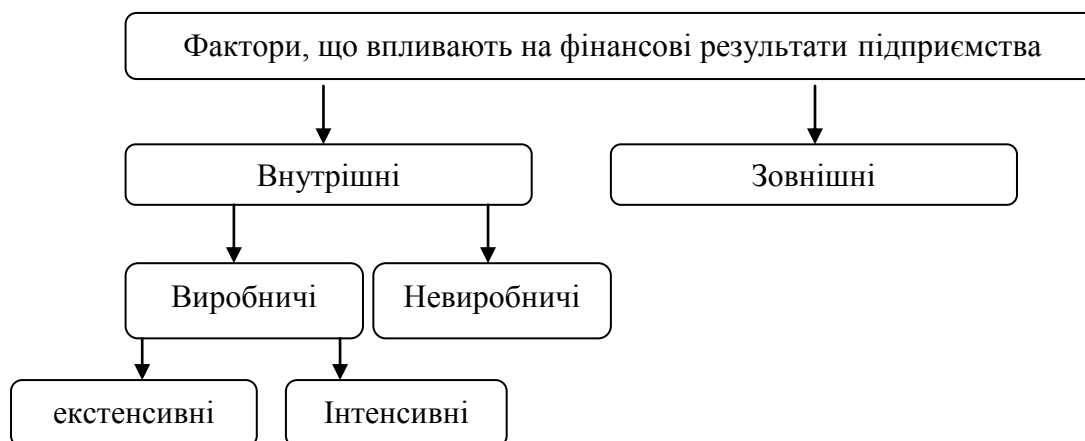 Фактори, що впливають на фінансові результати підприємства
Внутрішні
Зовнішні
Виробничі
Невиробничі
екстенсивні
Інтенсивні